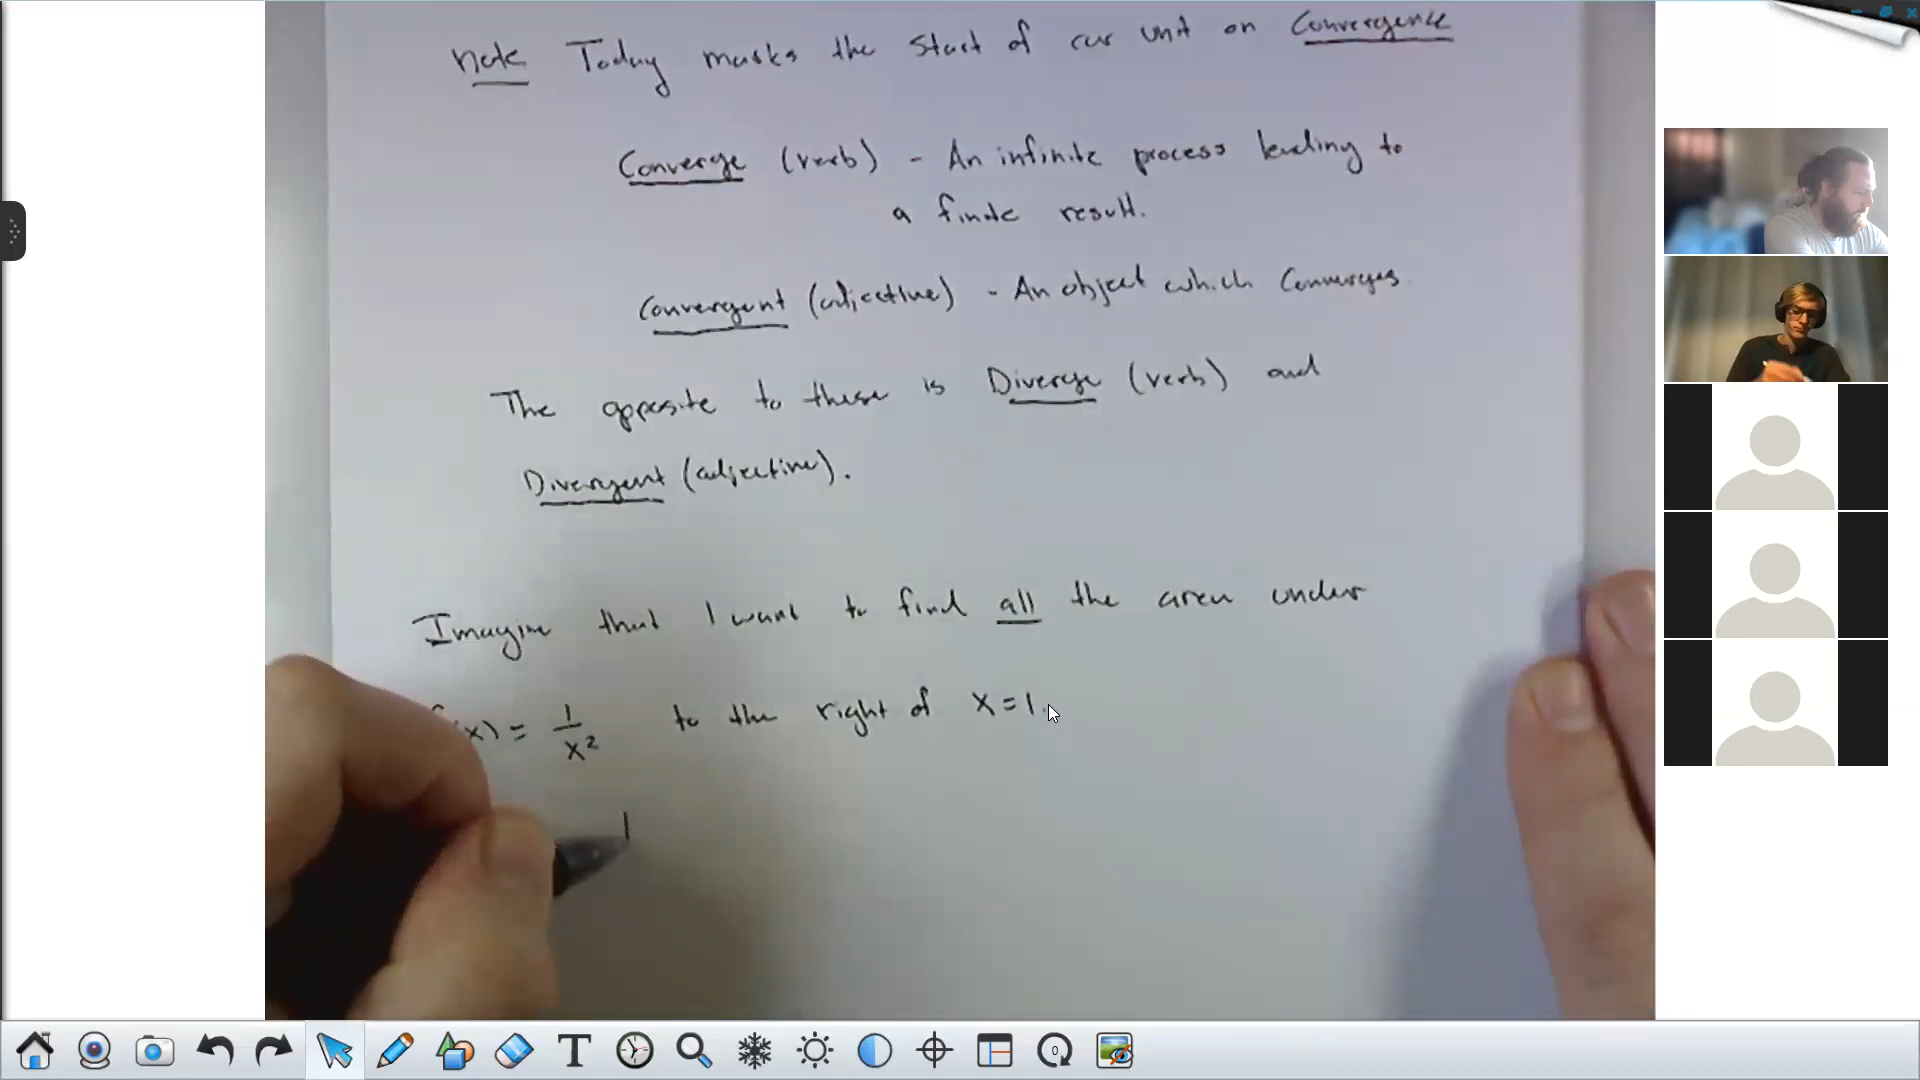 Note Today marks the start of our unit on Convergence
Converge (verb) - An infinite process leading to
a finite result.
Convergent (adjective) - An object which converges.
The opposite to these is Diverge (verb) and
Divergent (adjective).
Imagine that I want to find all the area under
(x) = 1/x² to the right of x=1.
T
0